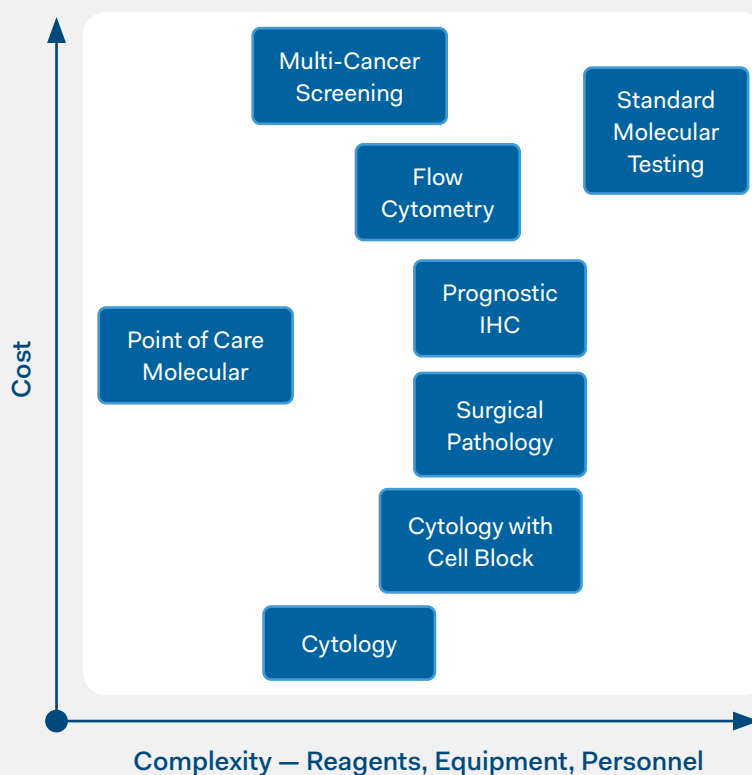 Multi-Cancer
Screening
Standard
Molecular
Testing
Flow
Cytometry
Prognostic
IHC
Point of Care
Molecular
Cost
Surgical
Pathology
Cytology with
Cell Block
Cytology
Complexity — Reagents, Equipment, Personnel